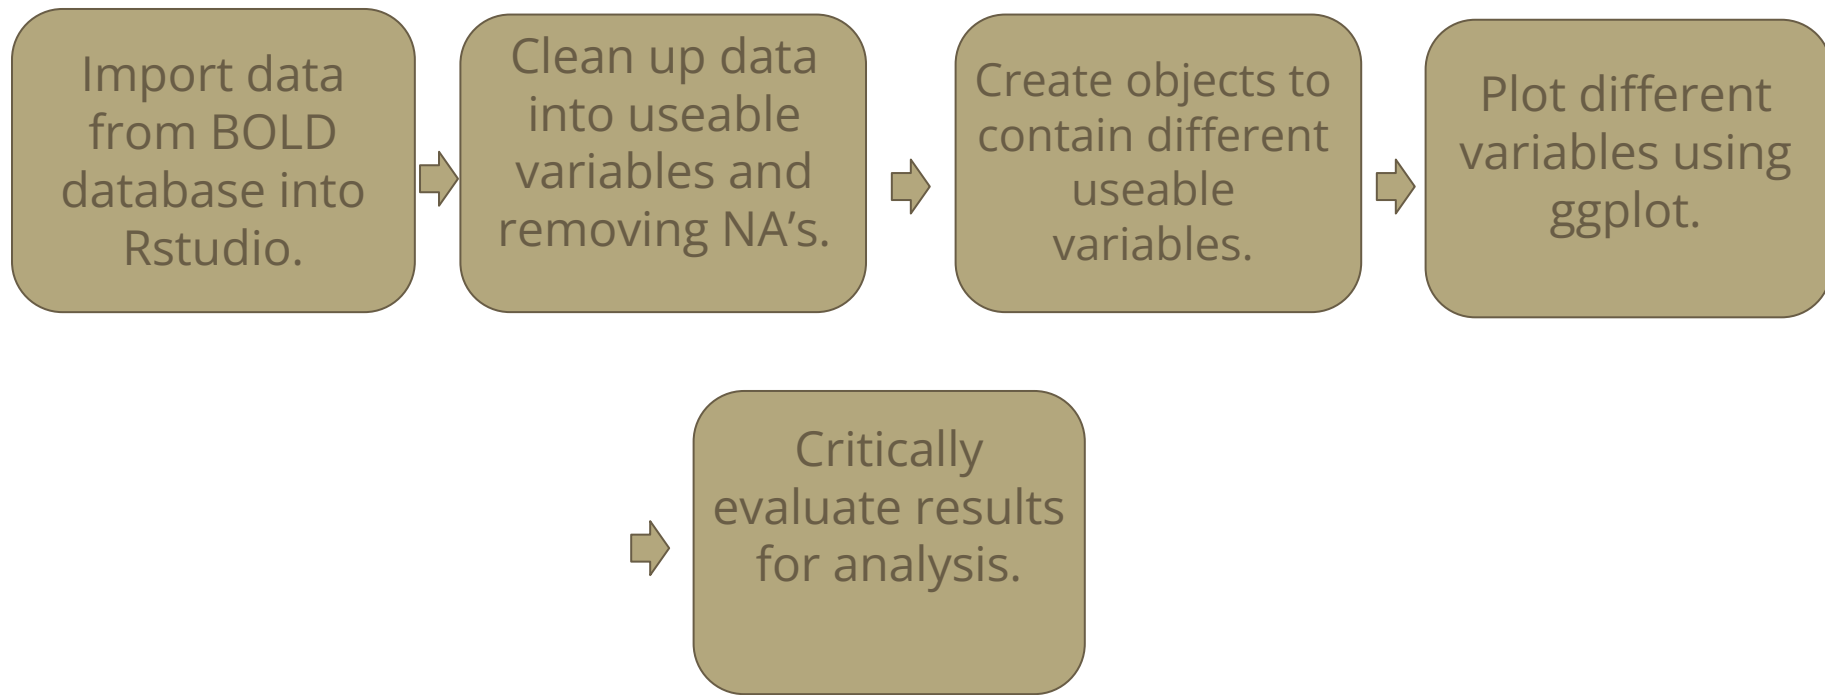 Import data
from BOLD
database into
Rstudio.
Clean up data
into useable
variables and
removing NA's.
Create objects to
contain different
useable
variables.
Plot different
variables using
ggplot.
Critically
evaluate results
for analysis.